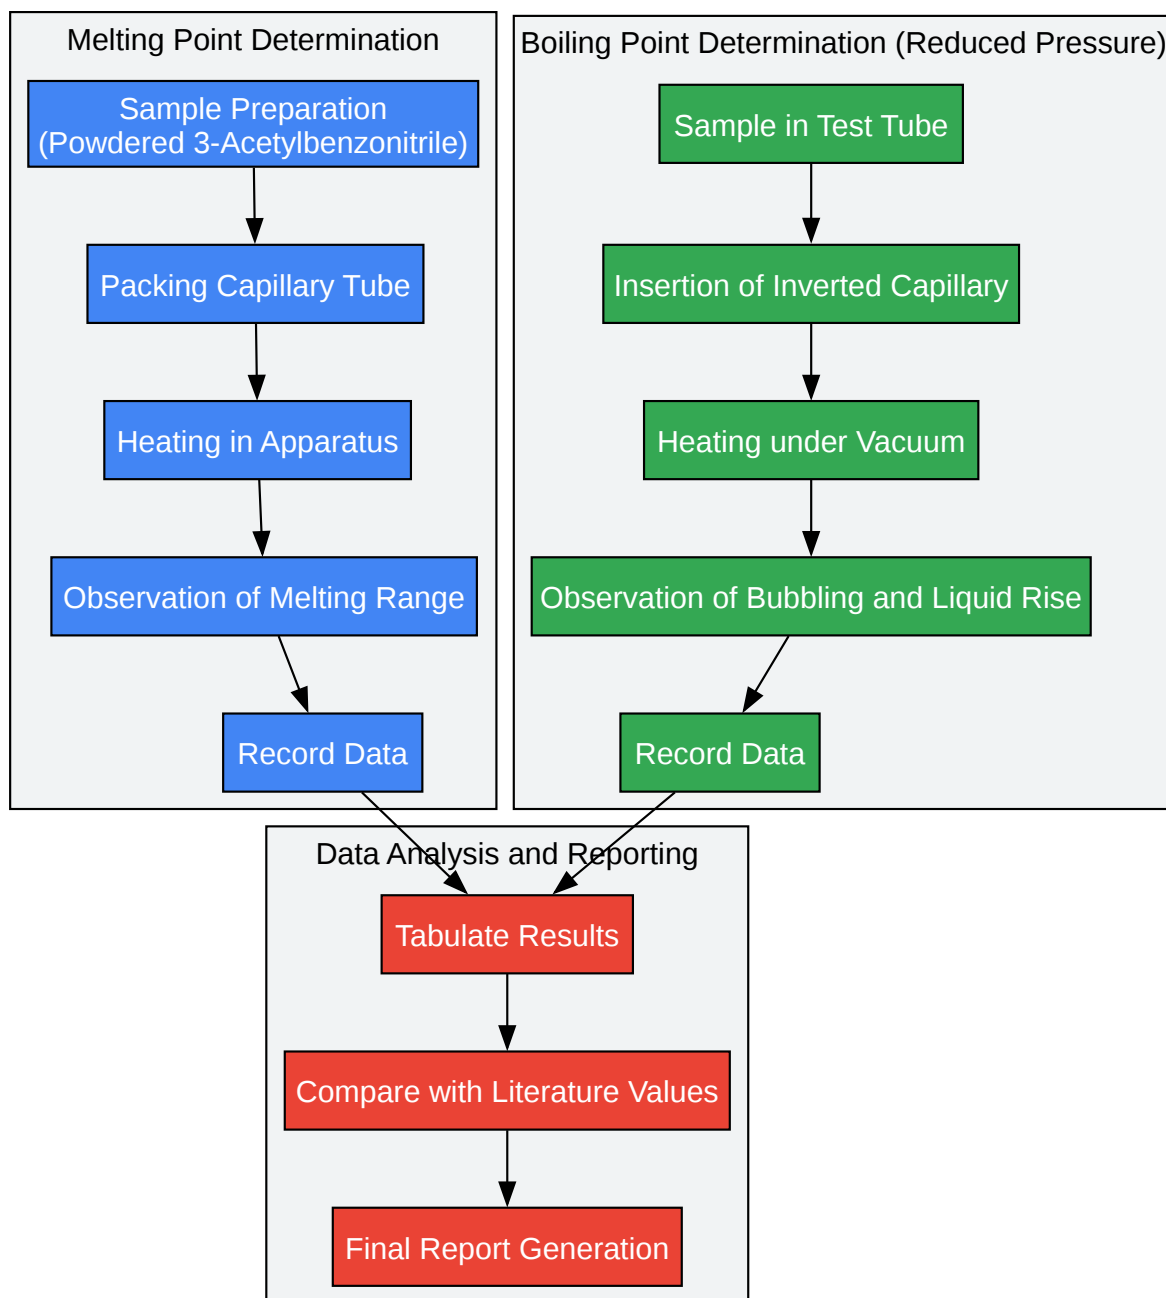 Melting Point Determination
Sample Preparation
(Powdered 3-Acetylbenzonitrile)
Packing Capillary Tube
Heating in Apparatus
Observation of Melting Range
Record Data
Boiling Point Determination (Reduced Pressure)
Sample in Test Tube
Insertion of Inverted Capillary
Heating under Vacuum
Observation of Bubbling and Liquid Rise
Record Data
Data Analysis and Reporting
Tabulate Results
Compare with Literature Values
Final Report Generation